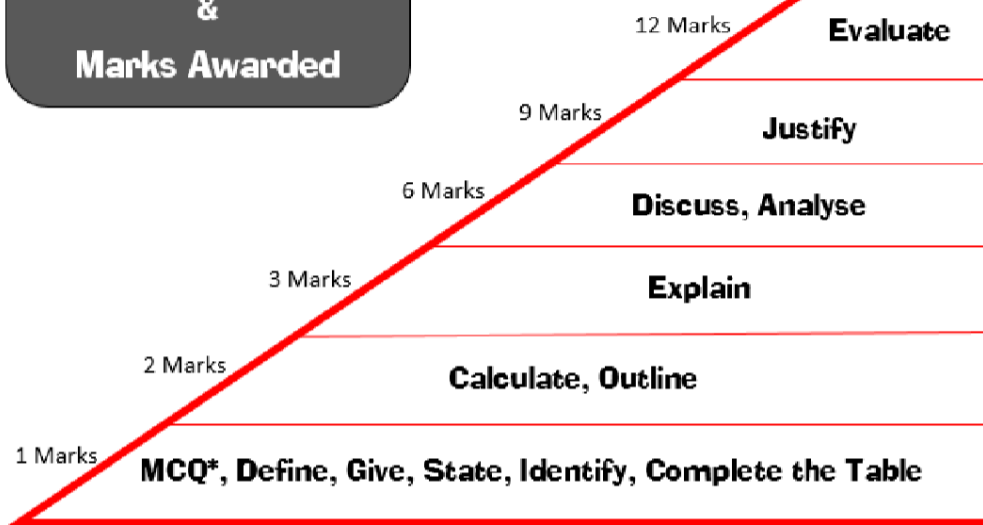 &
Marks Awarded
12 Marks
Evaluate
9 Marks
Justify
6 Marks
Discuss, Analyse
3 Marks
Explain
2 Marks
Calculate, Outline
1 Marks
MCQ*, Define, Give, State, Identify, Complete the Table